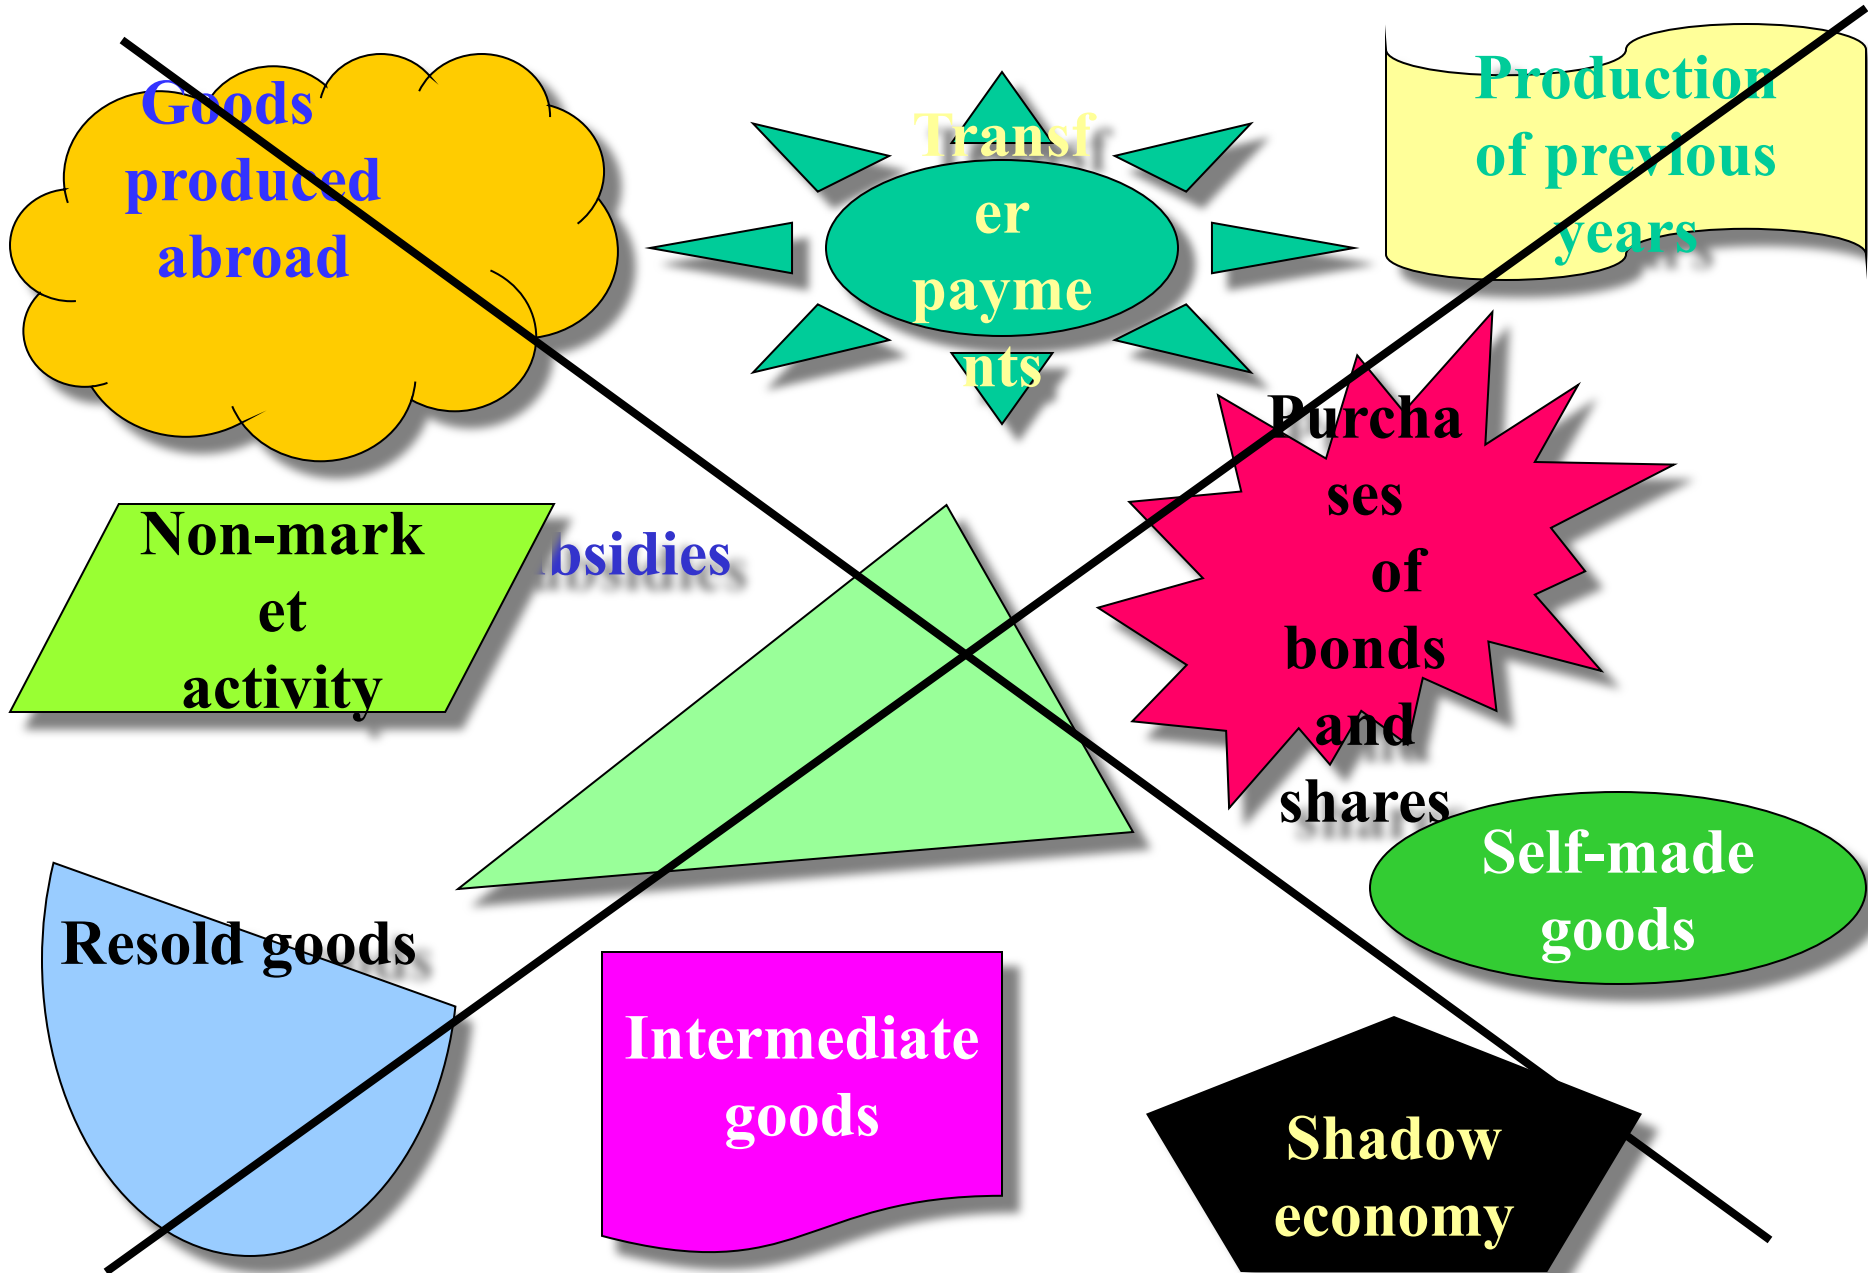 Goods
produced
abroad
Transf
er
payme
nts
Production
of previous
years
Purcha
ses
of
bonds
and
shares
Non-mark
et
activity
bsidies
Self-made
goods
Resold goods
Intermediate
goods
Shadow
economy